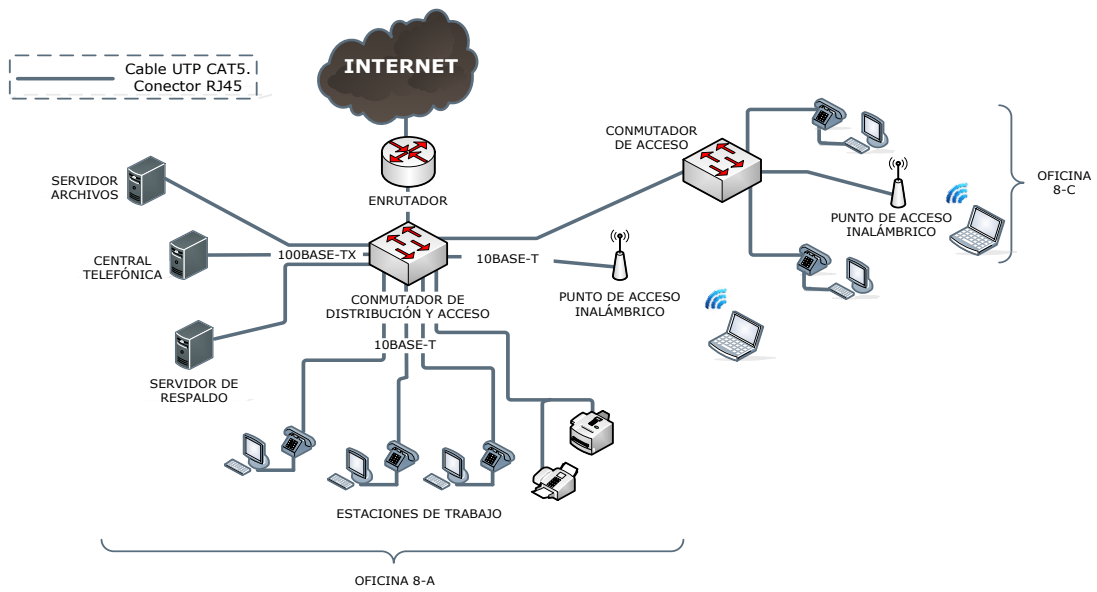 INTERNET
Cable UTP CAT5.
Conector RJ45
CONMUTADOR
DE ACCESO
SERVIDOR
ARCHIVOS
ENRUTADOR
OFICINA
8-C
PUNTO DE ACCESO
INALÁMBRICO
CENTRAL
TELEFÓNICA
100BASE-TX
10BASE-T
CONMUTADOR DE
DISTRIBUCIÓN Y ACCESO
PUNTO DE ACCESO
INALÁMBRICO
10BASE-T
SERVIDOR DE
RESPALDO
ESTACIONES DE TRABAJO
OFICINA 8-A